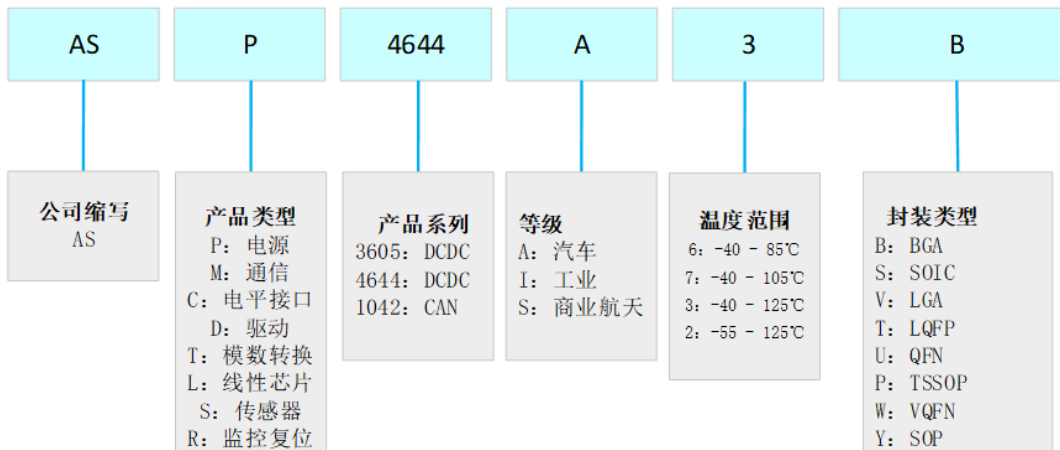 AS
P
4644
A
3
B
公司缩写
AS
产品类型
P：电源
M：通信
C：电平接口
D：驱动
T：模数转换
L：线性芯片
S：传感器
R：监控复位
产品系列
3605：DCDC
4644：DCDC
1042：CAN
等级
A：汽车
I：工业
S：商业航天
温度范围
6：-40 - 85℃
7：-40 - 105℃
3：-40 - 125℃
2：-55 - 125℃
封装类型
B：BGA
S：SOIC
V：LGA
T：LQFP
U：QFN
P：TSSOP
W：VQFN
Y：SOP